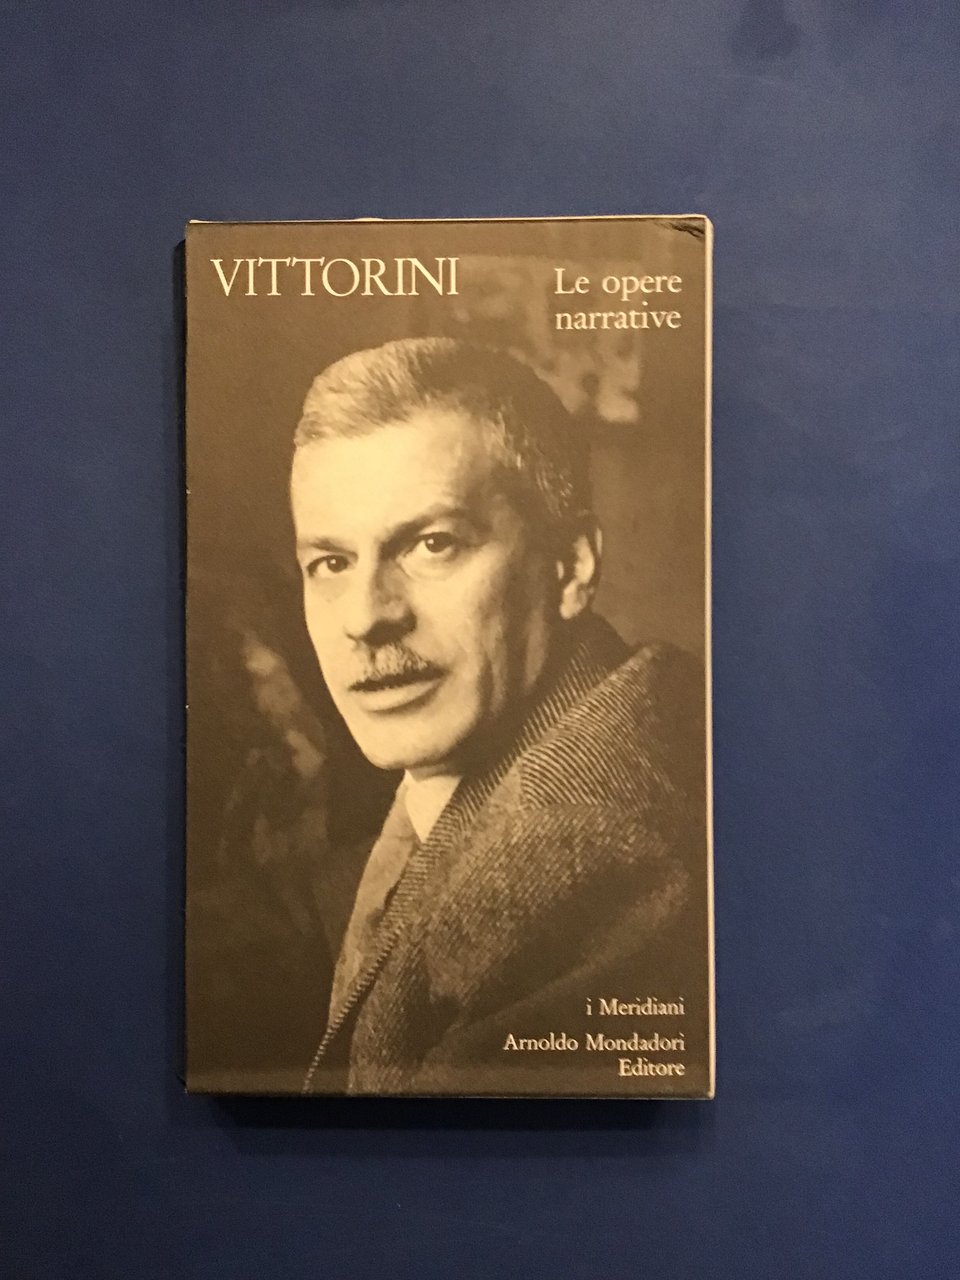 VITTORINI
Le opere
narrative
i Meridiani
Arnoldo Mondadori
Editore